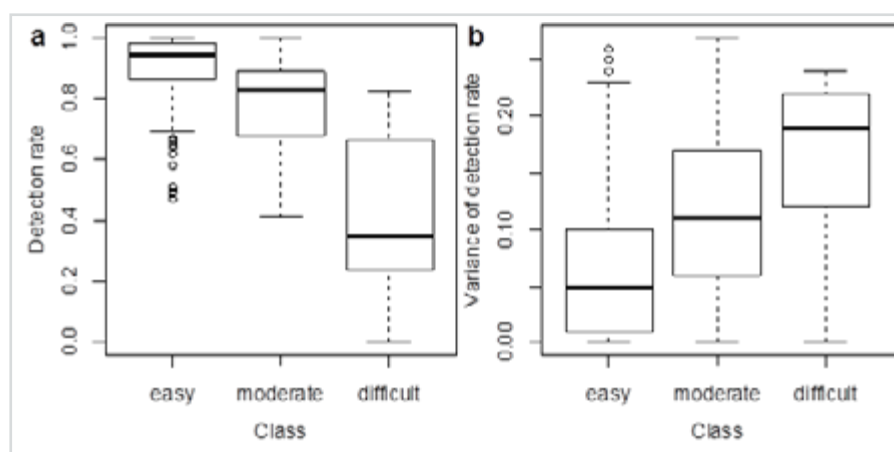 a
Detection rate
1.0
0.8
0.6
0.4
0.2
0.0
easy moderate difficult
Class
b
Variance of detection rate
0.20
0.10
0.00
easy moderate difficult
Class